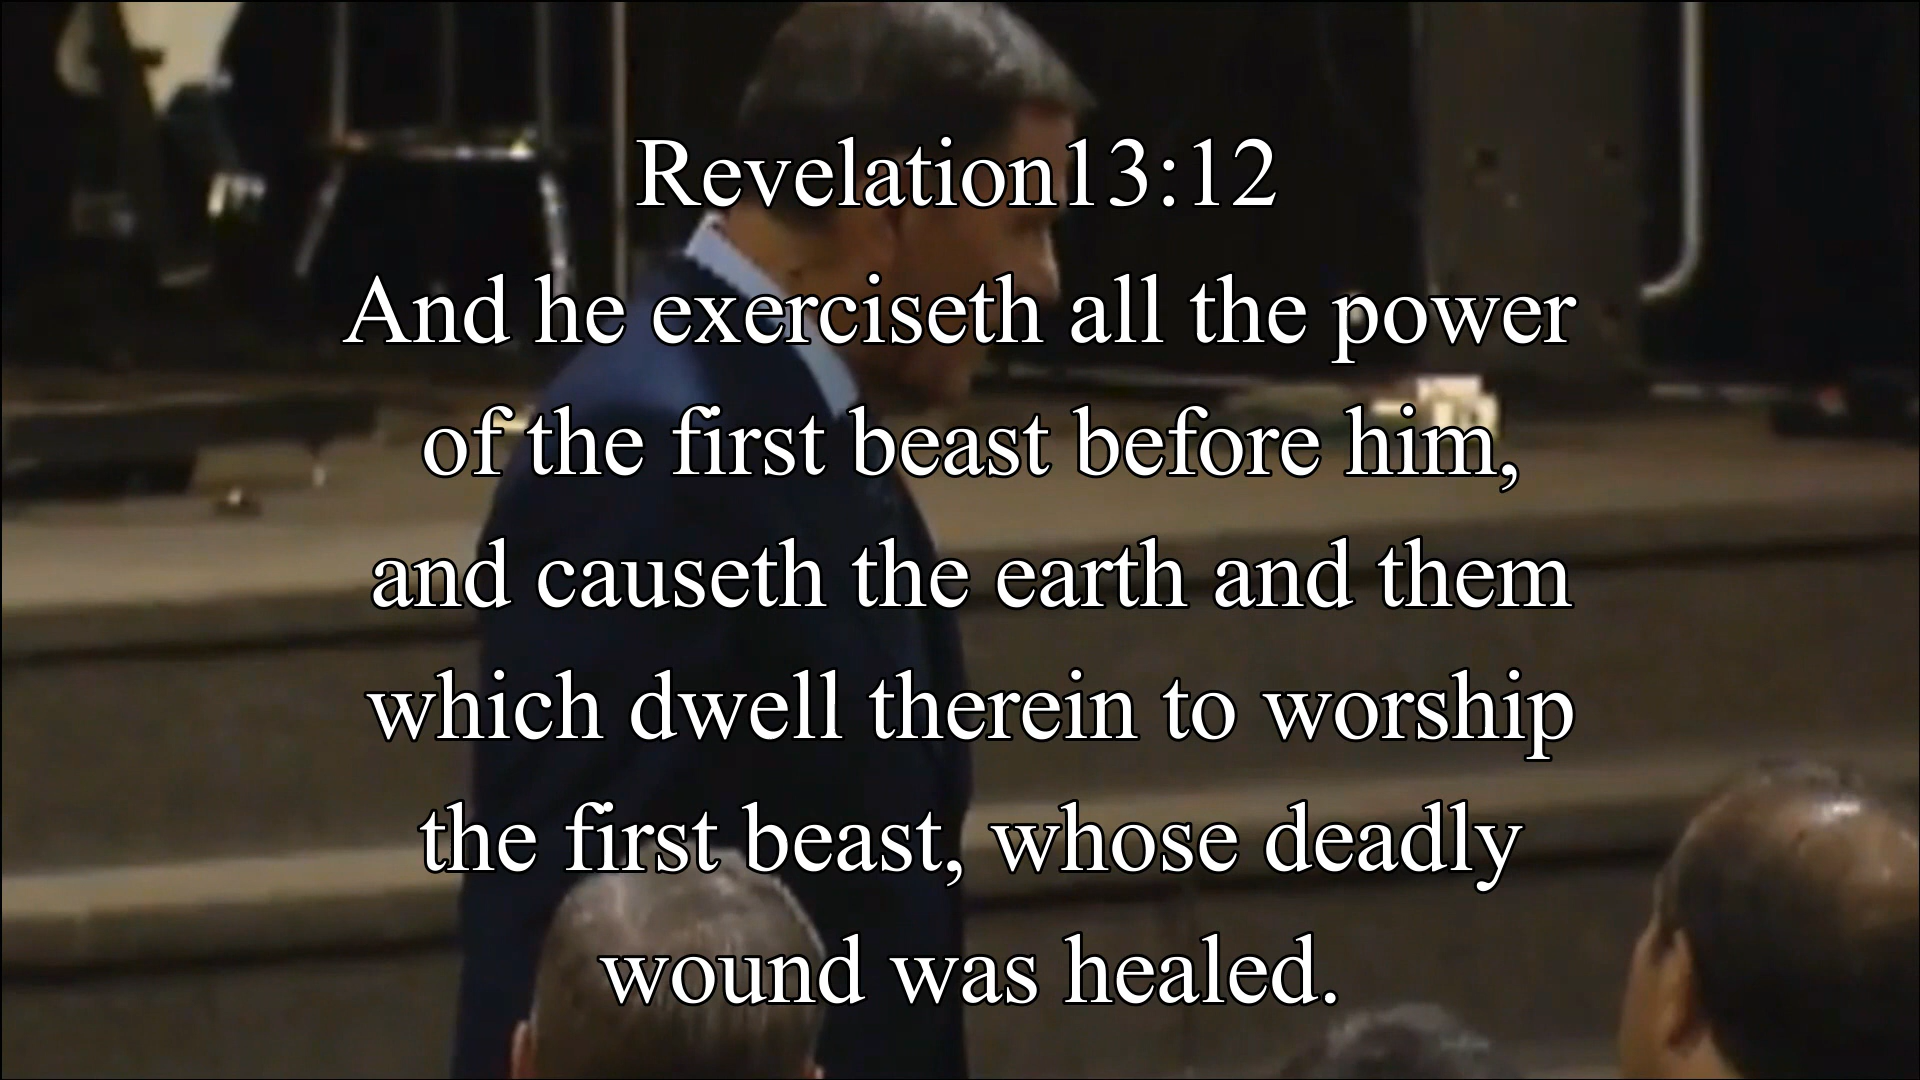 Revelation13:12
And he exerciseth all the power
of the first beast before him,
and causeth the earth and them
which dwell therein to worship
the first beast, whose deadly
wound was healed.